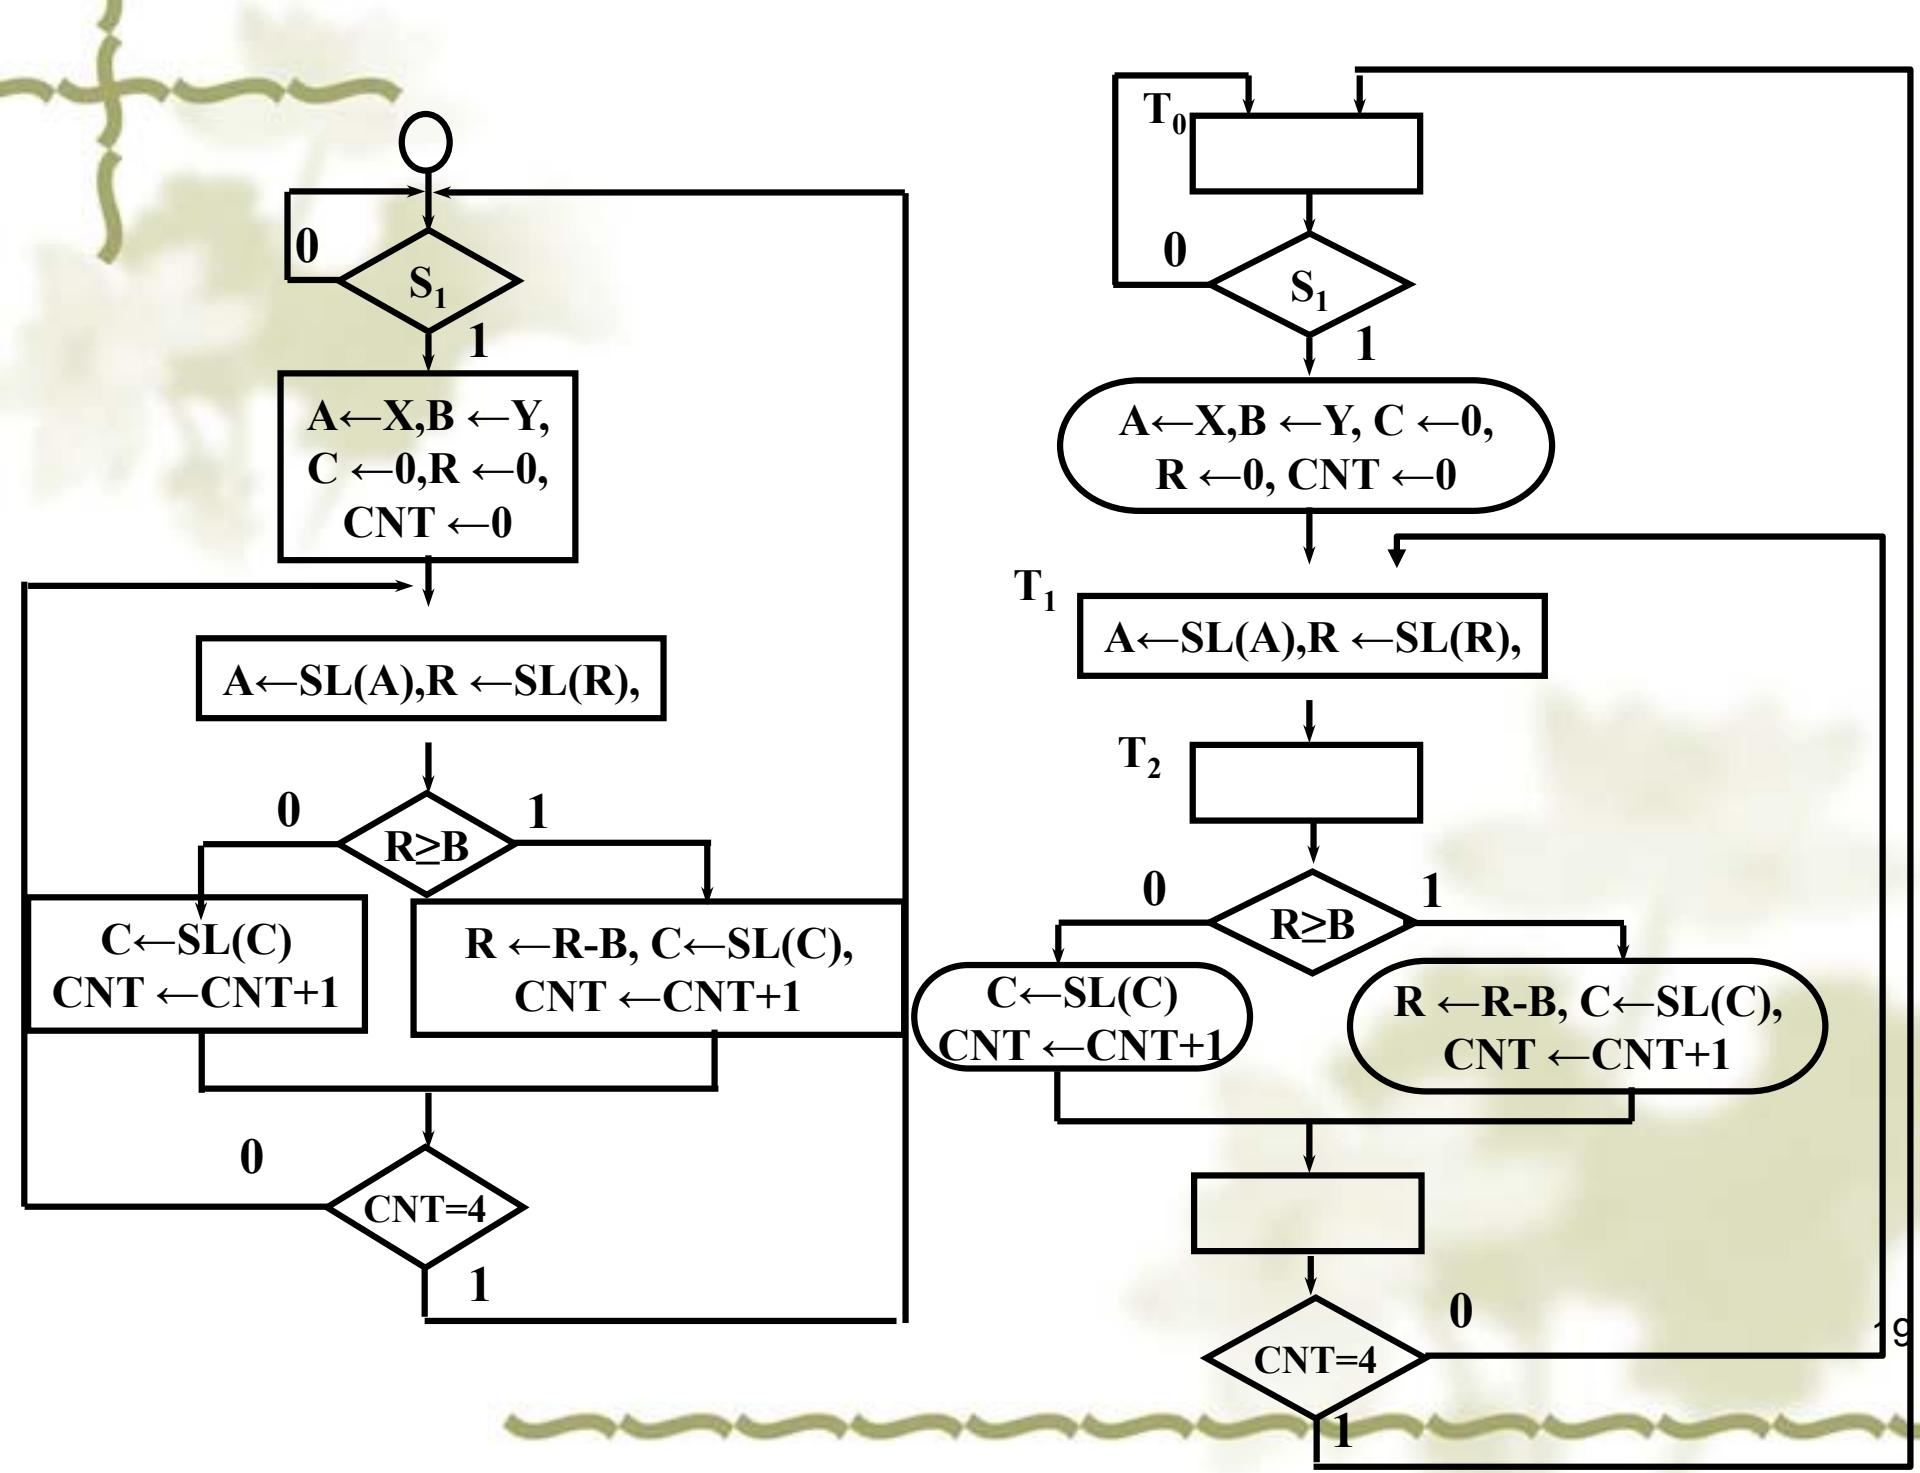 0
S1
1
A←X,B ←Y,
C ←0,R ←0,
CNT ←0
A←SL(A),R ←SL(R),
0
1
R≥B
C←SL(C)
CNT ←CNT+1
R ←R-B, C←SL(C),
CNT ←CNT+1
0
CNT=4
1
T0
0
S1
1
A←X,B ←Y, C ←0,
R ←0, CNT ←0
T1
A←SL(A),R ←SL(R),
T2
0
1
R≥B
C←SL(C)
CNT ←CNT+1
R ←R-B, C←SL(C),
CNT ←CNT+1
0
19
CNT=4
1